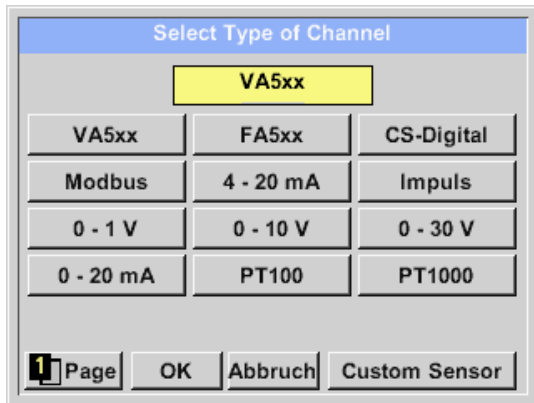 Select Type of Channel
VA5xx
VA5xx FA5xx CS-Digital
Modbus 4 - 20 mA Impuls
0 - 1 V 0 - 10 V 0 - 30 V
0 - 20 mA PT100 PT1000
1 Page OK Abbruch Custom Sensor